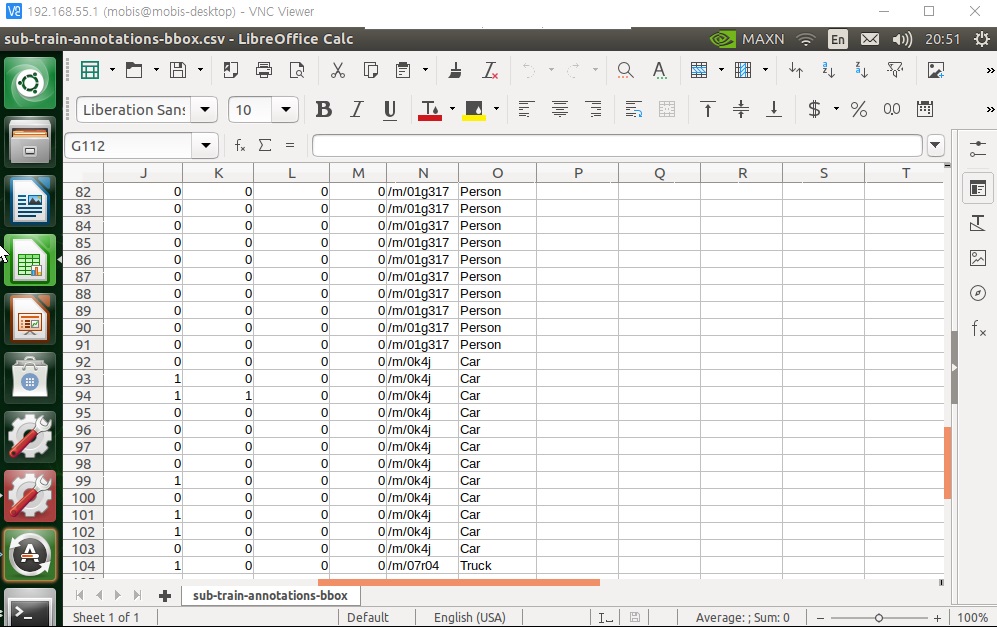 192.168.55.1 (mobis@mobis-desktop) - VNC Viewer
sub-train-annotations-bbox.csv - LibreOffice Calc
MAXN En 20:51
Liberation Sans 10
G112
J K L M N O P Q R S T
82 0 0 0 0 /m/01g317 Person
83 0 0 0 0 /m/01g317 Person
84 0 0 0 0 /m/01g317 Person
85 0 0 0 0 /m/01g317 Person
86 0 0 0 0 /m/01g317 Person
87 0 0 0 0 /m/01g317 Person
88 0 0 0 0 /m/01g317 Person
89 0 0 0 0 /m/01g317 Person
90 0 0 0 0 /m/01g317 Person
91 0 0 0 0 /m/01g317 Person
92 0 0 0 0 /m/0k4j Car
93 1 0 0 0 /m/0k4j Car
94 1 1 0 0 /m/0k4j Car
95 0 0 0 0 /m/0k4j Car
96 0 0 0 0 /m/0k4j Car
97 0 0 0 0 /m/0k4j Car
98 0 0 0 0 /m/0k4j Car
99 1 0 0 0 /m/0k4j Car
100 0 0 0 0 /m/0k4j Car
101 1 0 0 0 /m/0k4j Car
102 1 0 0 0 /m/0k4j Car
103 0 0 0 0 /m/0k4j Car
104 1 0 0 0 /m/07r04 Truck
sub-train-annotations-bbox
Sheet 1 of 1 Default English (USA) Average: ; Sum: 0 100%